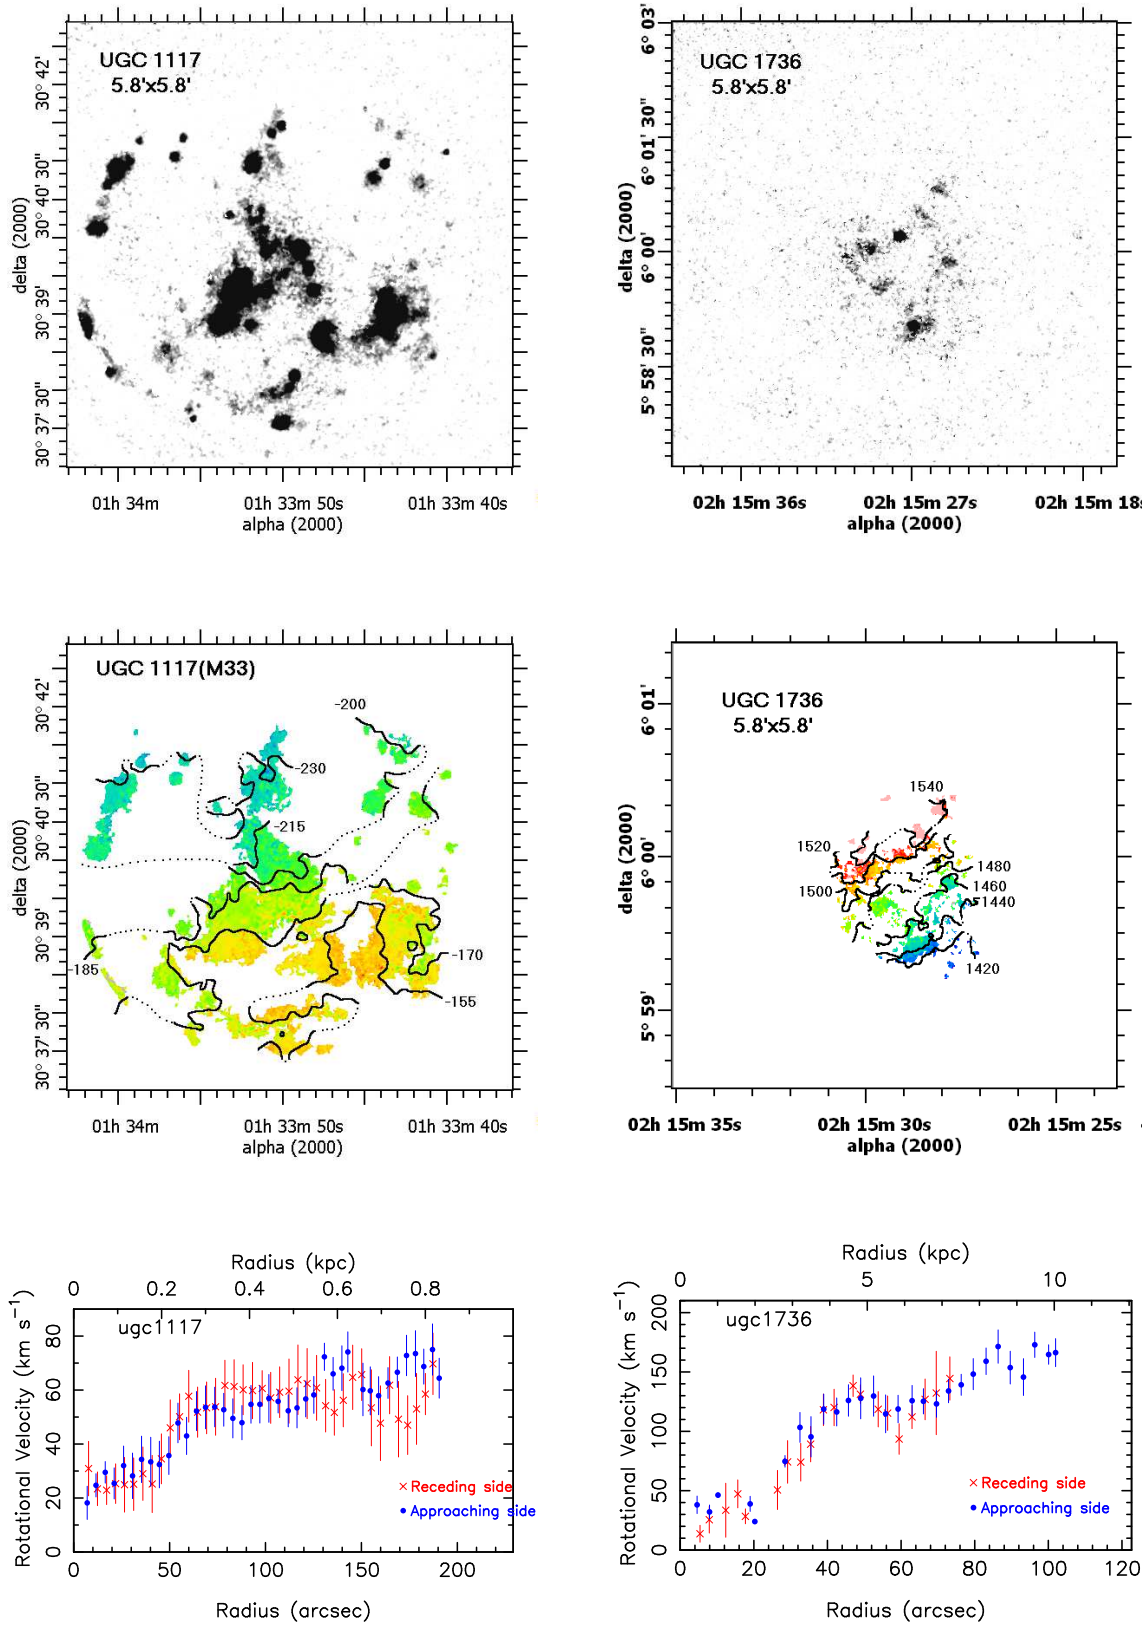 UGC 1117
5.8'x5.8'
30° 42'
30° 40' 30"
30° 39'
30° 37' 30"
delta (2000)
01h 34m 01h 33m 50s 01h 33m 40s
alpha (2000)
UGC 1736
5.8'x5.8'
6° 03'
6° 01' 30"
6° 00'
5° 58' 30"
delta (2000)
02h 15m 36s 02h 15m 27s 02h 15m 18s
alpha (2000)
UGC 1117(M33)
-200
-230
-215
-185
-170
-155
30° 42'
30° 40' 30"
30° 39'
30° 37' 30"
delta (2000)
01h 34m 01h 33m 50s 01h 33m 40s
alpha (2000)
UGC 1736
5.8'x5.8'
1540
1520
1480
1500
1460
1440
1420
6° 01'
6° 00'
5° 59'
delta (2000)
02h 15m 35s 02h 15m 30s 02h 15m 25s
alpha (2000)
Radius (kpc)
0 0.2 0.4 0.6 0.8
ugc1117
80
60
40
20
0
Rotational Velocity (km s⁻¹)
Receding side
Approaching side
0 50 100 150 200
Radius (arcsec)
Radius (kpc)
0 5 10
ugc1736
200
150
100
50
0
Rotational Velocity (km s⁻¹)
Receding side
Approaching side
0 20 40 60 80 100 120
Radius (arcsec)